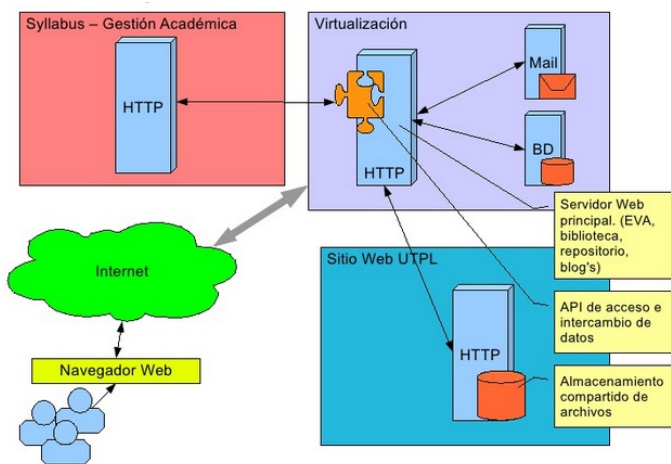 Syllabus – Gestión Académica
HTTP
Virtualización
Mail
BD
HTTP
Servidor Web
principal. (EVA,
biblioteca,
repositorio,
blog's)
Internet
Sitio Web UTPL
API de acceso e
intercambio de
datos
HTTP
Navegador Web
Almacenamiento
compartido de
archivos